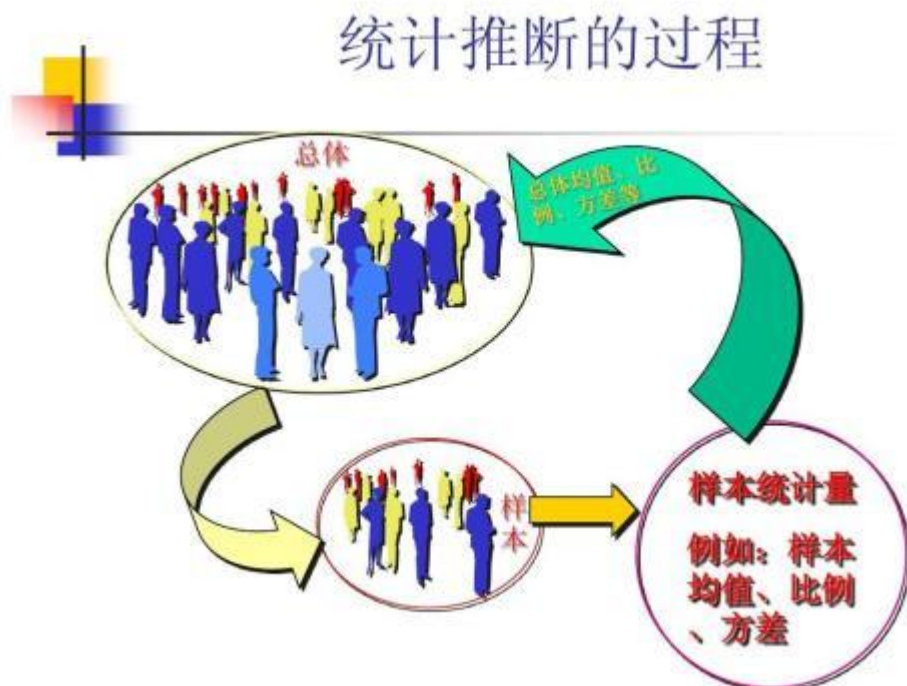 统计推断的过程
总体
总体均值、比
例、方差等
样
本
样本统计量
例如：样本
均值、比例
、方差